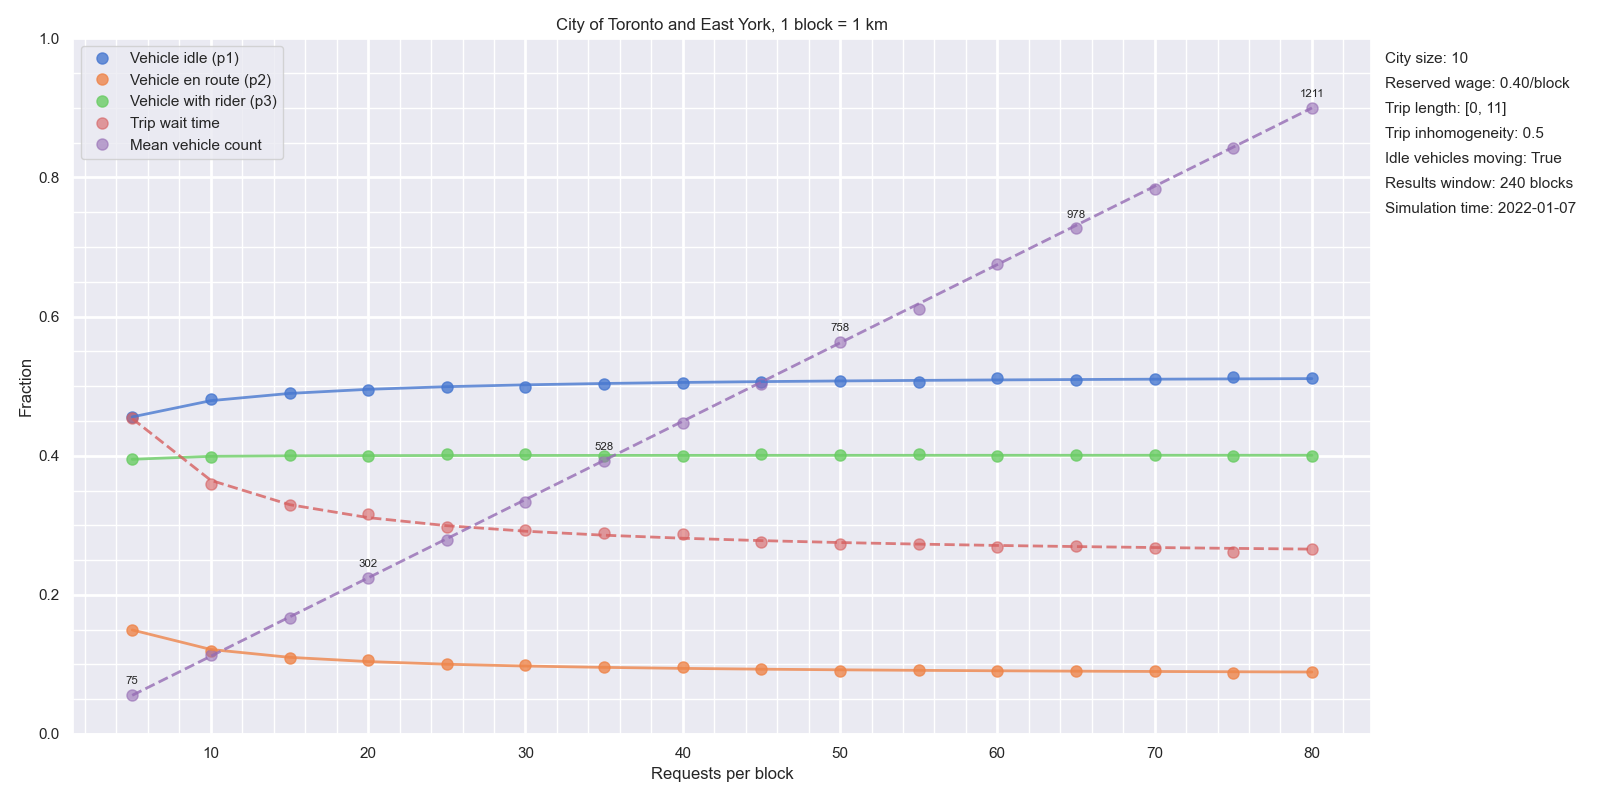 City of Toronto and East York, 1 block = 1 km
1.0
0.8
0.6
0.4
0.2
0.0
Fraction
Vehicle idle (p1)
Vehicle en route (p2)
Vehicle with rider (p3)
Trip wait time
Mean vehicle count
75
302
528
758
978
1211
10
20
30
40
50
60
70
80
Requests per block
City size: 10
Reserved wage: 0.40/block
Trip length: [0, 11]
Trip inhomogeneity: 0.5
Idle vehicles moving: True
Results window: 240 blocks
Simulation time: 2022-01-07